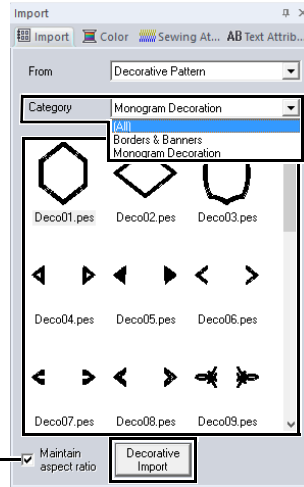 Import
Import Color Sewing At... AB Text Attrib...
From Decorative Pattern
Category Monogram Decoration
(All)
Borders & Banners
Monogram Decoration
Deco01.pes Deco02.pes Deco03.pes
Deco04.pes Deco05.pes Deco06.pes
Deco07.pes Deco08.pes Deco09.pes
Maintain
aspect ratio
Decorative
Import